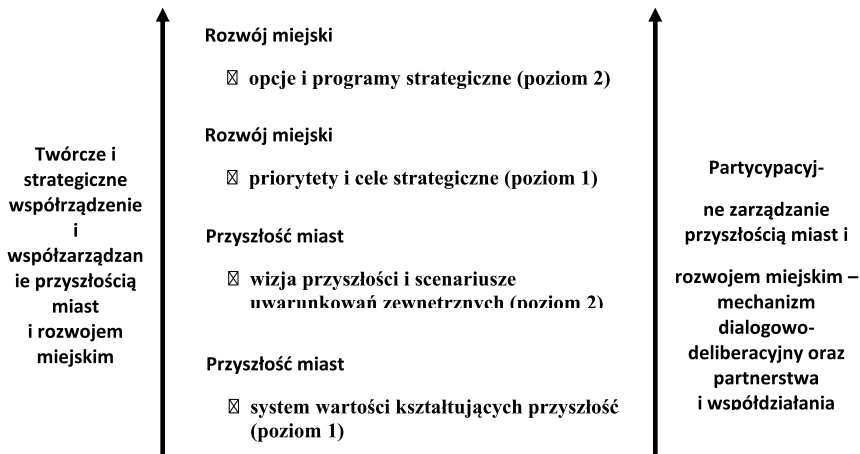 Twórcze i
strategiczne
współrządzenie
i
współzarządzan
ie przyszłością
miast
i rozwojem
miejskim
Rozwój miejski
opcje i programy strategiczne (poziom 2)
Rozwój miejski
priorytety i cele strategiczne (poziom 1)
Przyszłość miast
wizja przyszłości i scenariusze
uwarunkowań zewnętrznych (poziom 2)
Przyszłość miast
system wartości kształtujących przyszłość
(poziom 1)
Partycypacyj-
ne zarządzanie
przyszłością miast i
rozwojem miejskim –
mechanizm
dialogowo-
deliberacyjny oraz
partnerstwa
i współdziałania